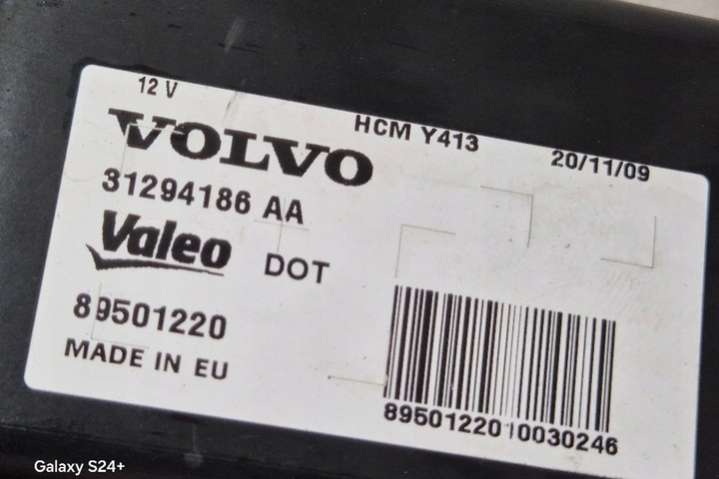 12 V
HCM Y413
20/11/09
VOLVO
31294186 AA
Valeo DOT
89501220
MADE IN EU
89501220 10030246
Galaxy S24+